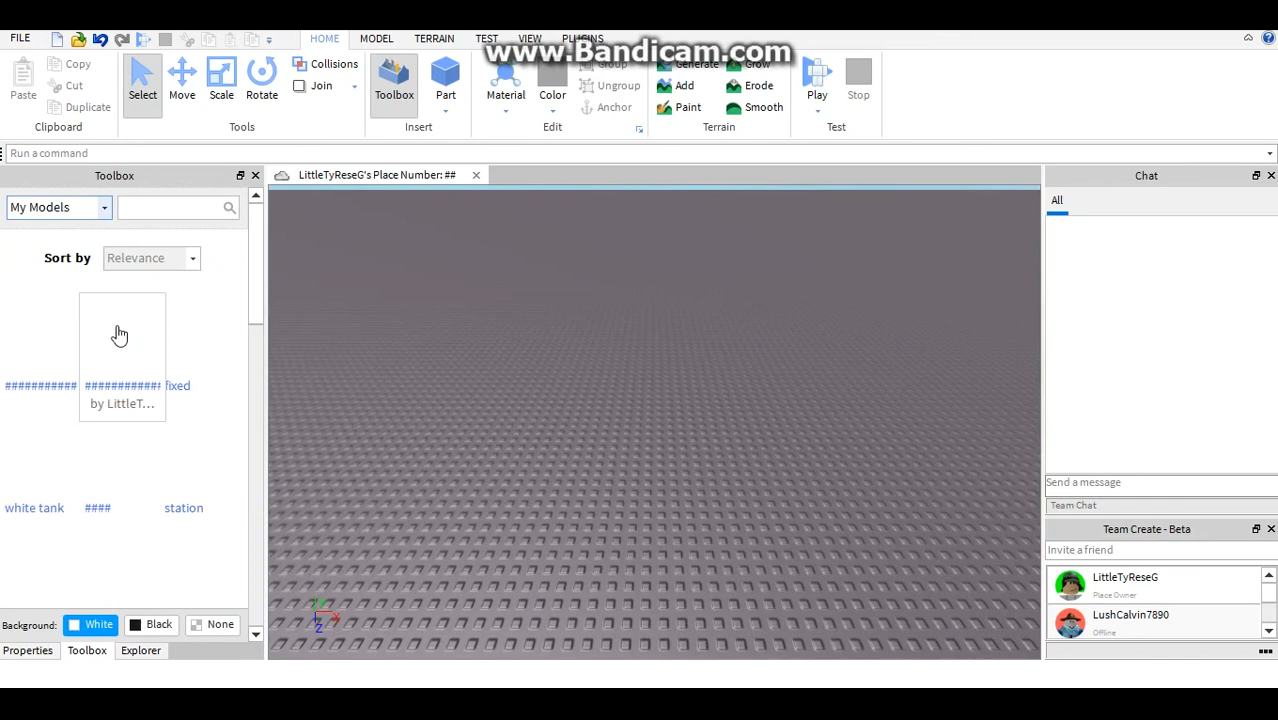 www.Bandicam.com
FILE HOME MODEL TERRAIN TEST VIEW PLUGINS
Paste Copy Cut Duplicate
Select Move Scale Rotate Collisions Join
Toolbox Part
Material Color Group Ungroup Anchor
Generate Add Paint Grow Erode Smooth
Play Stop
Clipboard Tools Insert Edit Terrain Test
Run a command
Toolbox
My Models
Sort by Relevance
########### ############ fixed
by LittleT...
white tank #### station
Background: White Black None
Properties Toolbox Explorer
LittleTyReseG's Place Number: ##
Y X Z
Chat
All
Send a message
Team Chat
Team Create - Beta
Invite a friend
LittleTyReseG
Place Owner
LushCalvin7890
Offline